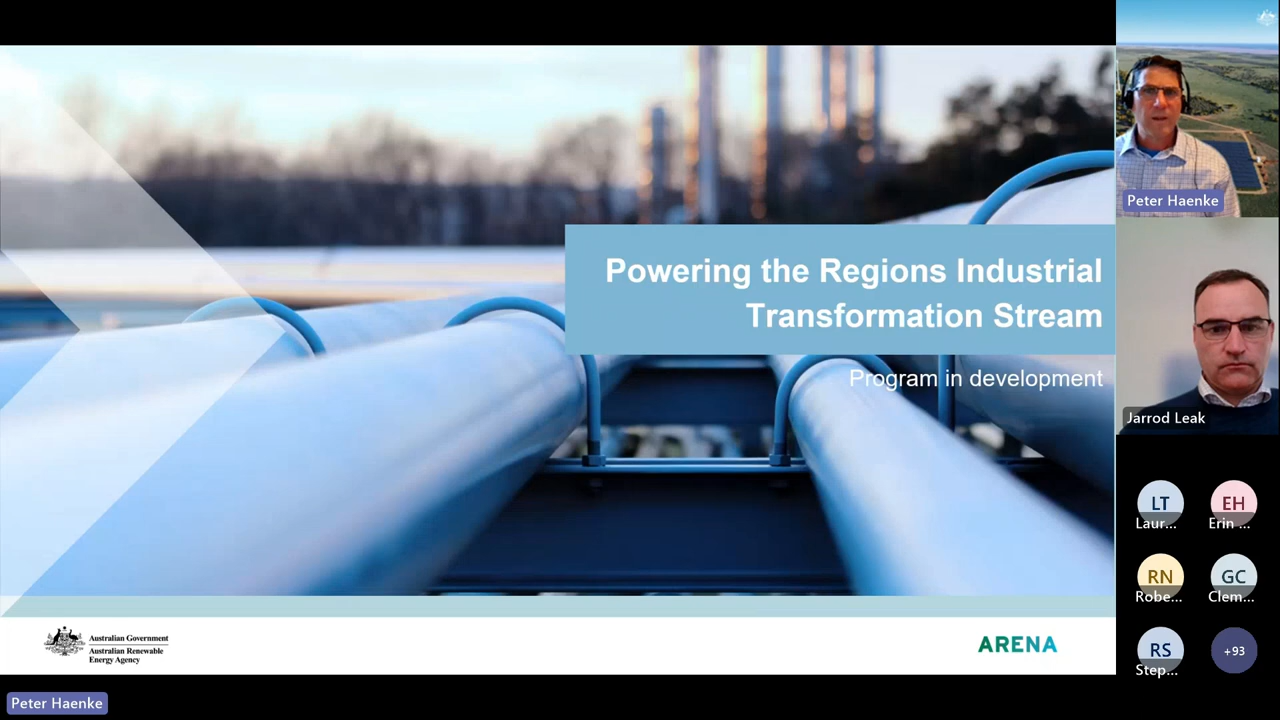 Powering the Regions Industrial
Transformation Stream
Program in development
Australian Government
Australian Renewable
Energy Agency
ARENA
Peter Haenke
Peter Haenke
Jarrod Leak
LT
Laur...
EH
Erin ...
RN
Robe...
GC
Clem...
RS
Step...
+93